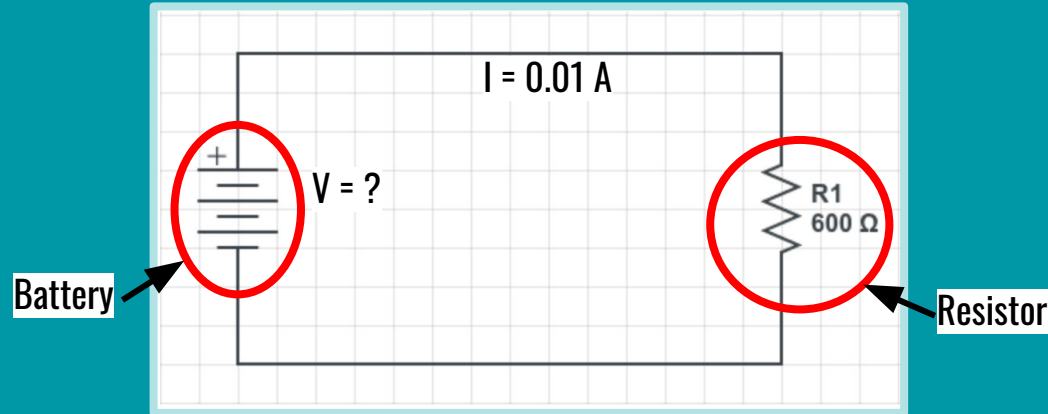 I = 0.01 A
+
V = ?
R1
600 Ω
Battery
Resistor